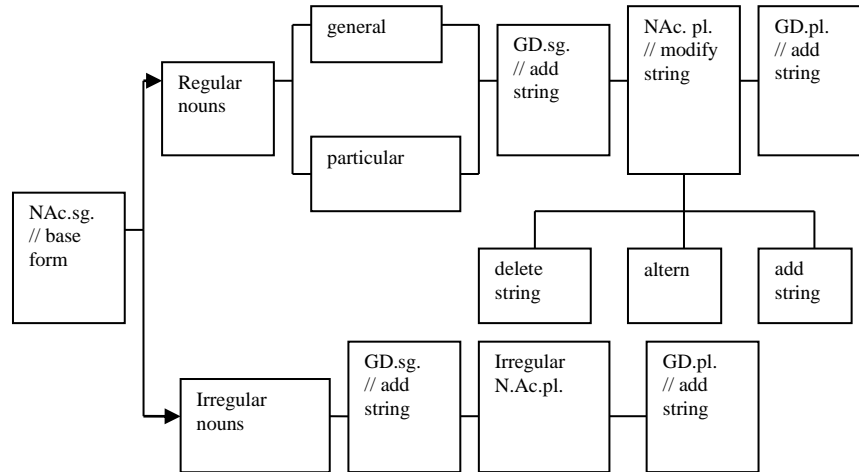 general
GD.sg.
// add
string
NAc. pl.
// modify
string
GD.pl.
// add
string
Regular
nouns
particular
NAc.sg.
// base
form
delete
string
altern
add
string
GD.sg.
// add
string
Irregular
N.Ac.pl.
GD.pl.
// add
string
Irregular
nouns